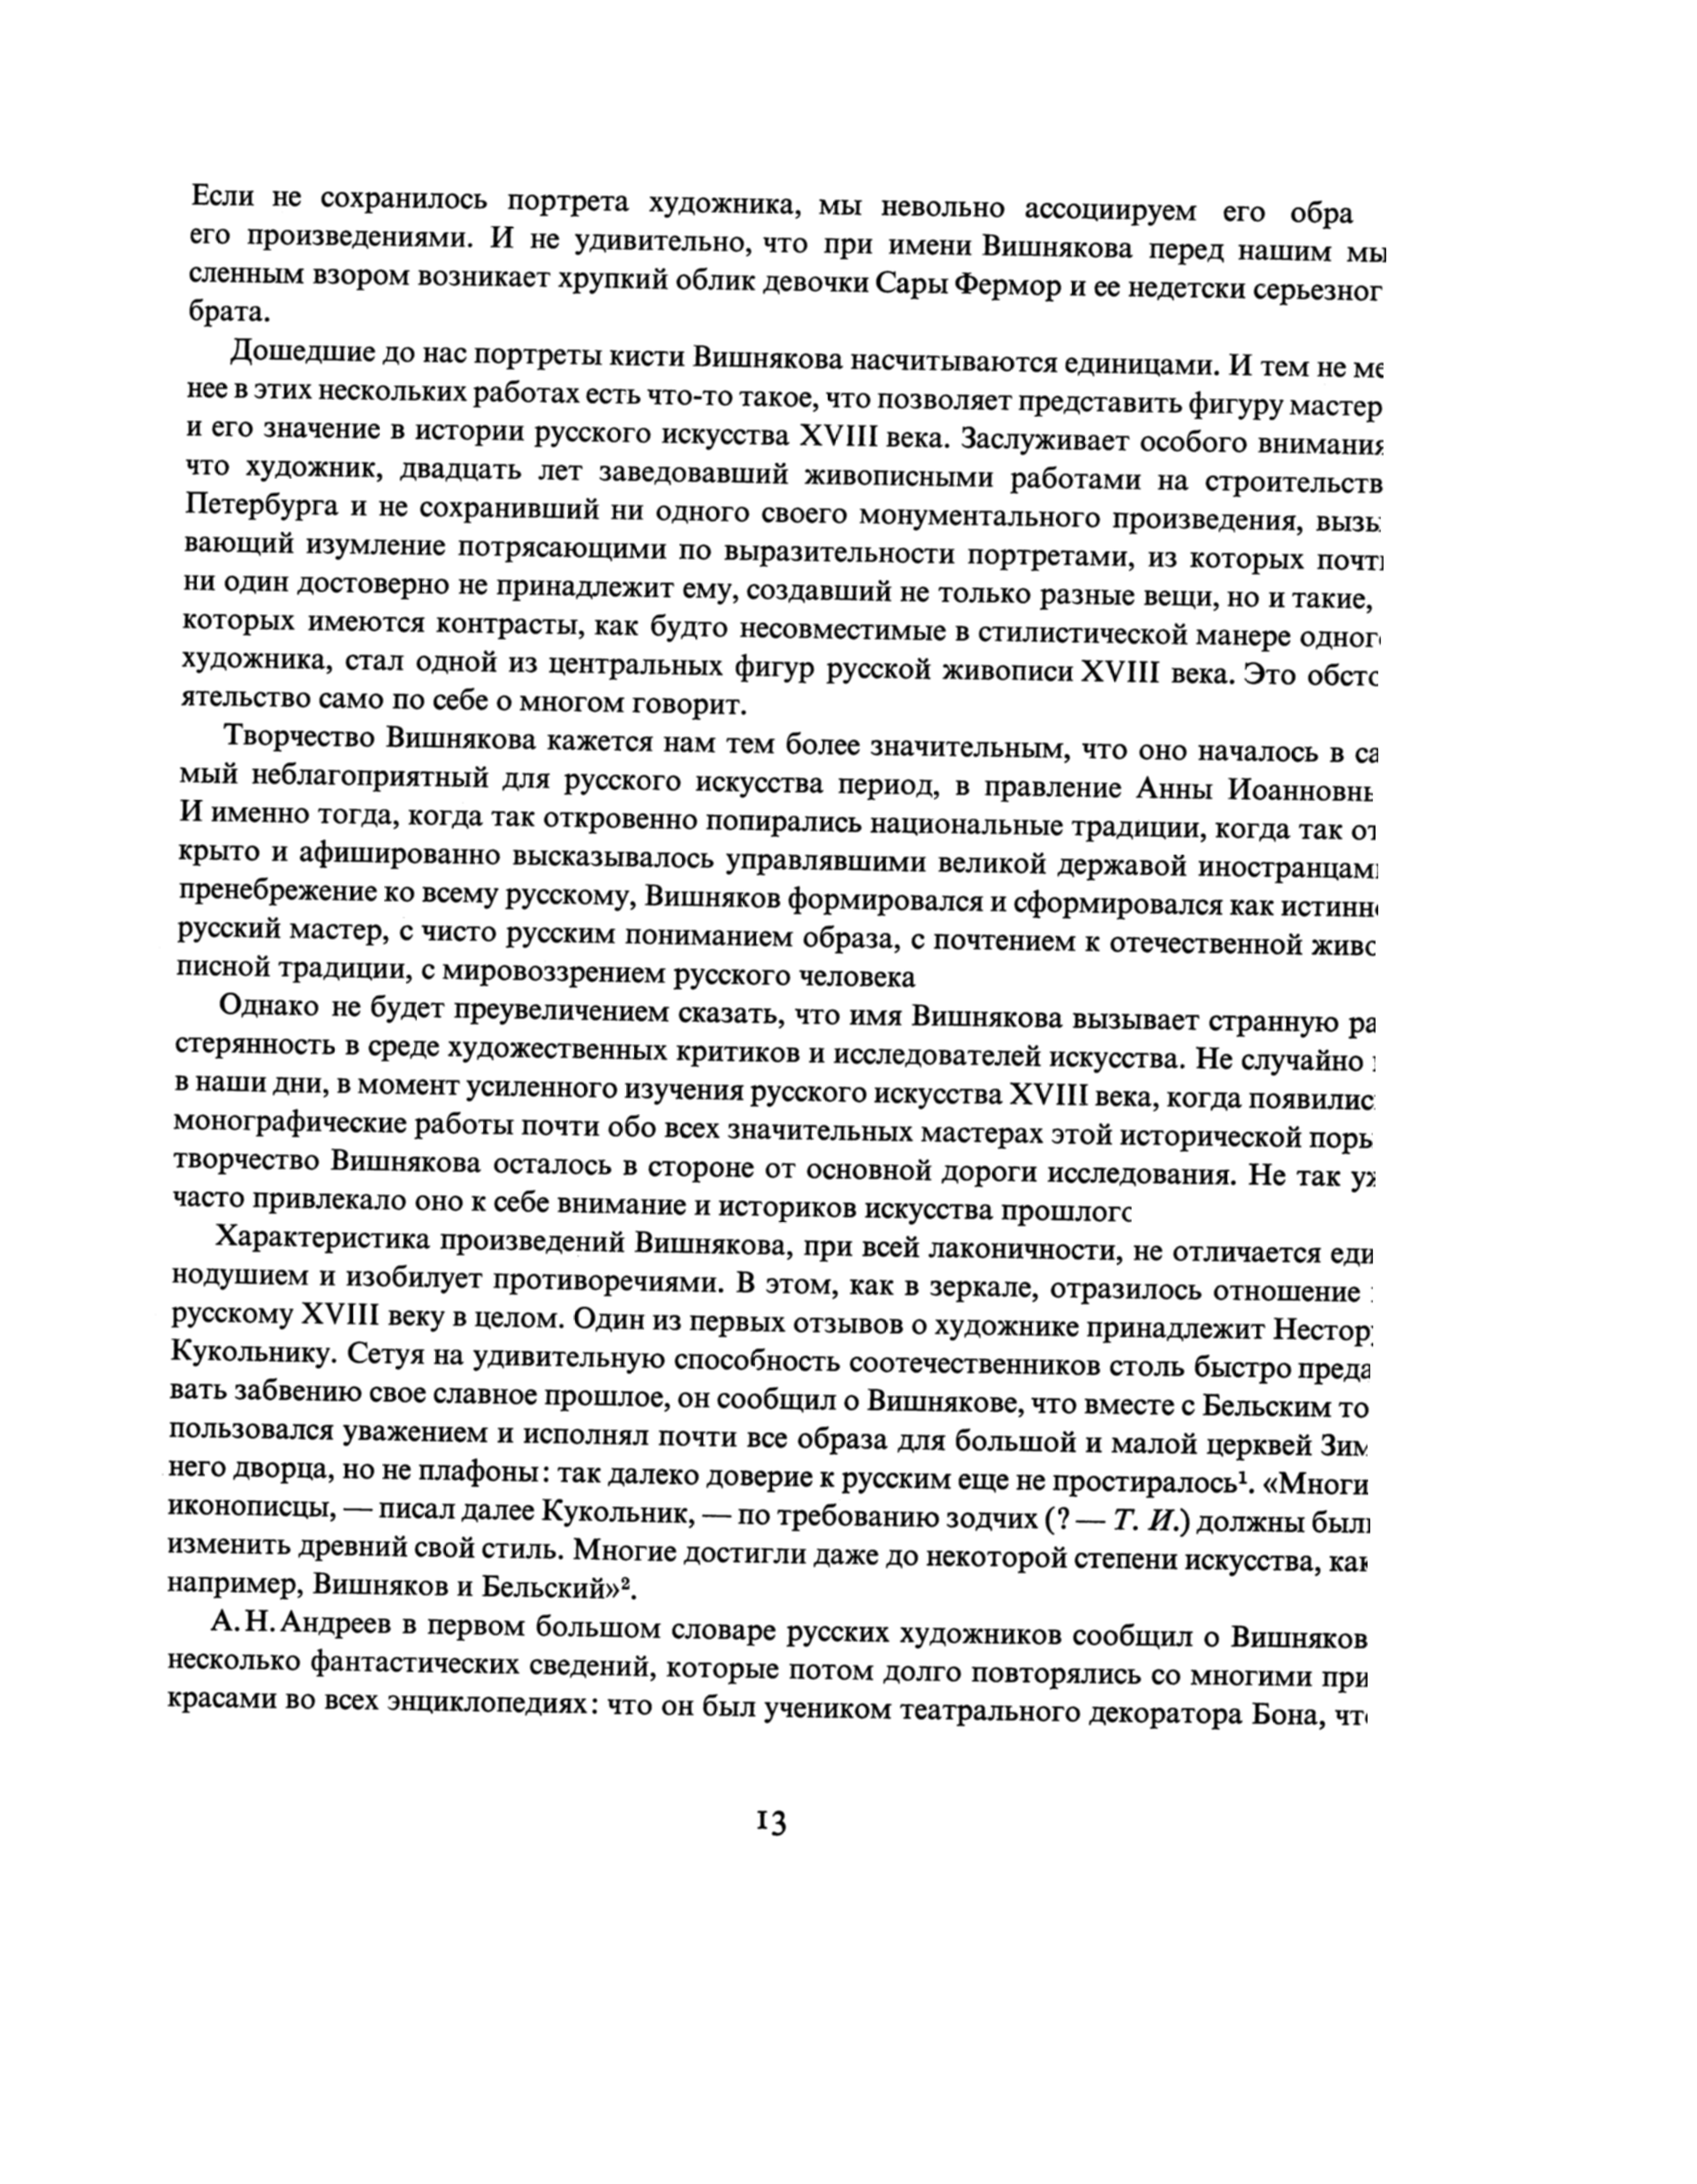 Если не сохранилось портрета художника, мы невольно ассоциируем его обра
его произведениями. И не удивительно, что при имени Вишнякова перед нашим мы
сленным взором возникает хрупкий облик девочки Сары Фермор и ее недетски серьезног
брата.
Дошедшие до нас портреты кисти Вишнякова насчитываются единицами. И тем не ме
нее в этих нескольких работах есть что-то такое, что позволяет представить фигуру мастер
и его значение в истории русского искусства XVIII века. Заслуживает особого внимания
что художник, двадцать лет заведовавший живописными работами на строительств
Петербурга и не сохранивший ни одного своего монументального произведения, вызы
вающий изумление потрясающими по выразительности портретами, из которых почти
ни один достоверно не принадлежит ему, создавший не только разные вещи, но и такие,
которых имеются контрасты, как будто несовместимые в стилистической манере одного
художника, стал одной из центральных фигур русской живописи XVIII века. Это обсто
ятельство само по себе о многом говорит.
Творчество Вишнякова кажется нам тем более значительным, что оно началось в са
мый неблагоприятный для русского искусства период, в правление Анны Иоанновны
И именно тогда, когда так откровенно попирались национальные традиции, когда так от
крыто и афишированно высказывалось управлявшими великой державой иностранцами
пренебрежение ко всему русскому, Вишняков формировался и сформировался как истинно
русский мастер, с чисто русским пониманием образа, с почтением к отечественной живо
писной традиции, с мировоззрением русского человека
Однако не будет преувеличением сказать, что имя Вишнякова вызывает странную ра
стерянность в среде художественных критиков и исследователей искусства. Не случайно
в наши дни, в момент усиленного изучения русского искусства XVIII века, когда появилис
монографические работы почти обо всех значительных мастерах этой исторической поры
творчество Вишнякова осталось в стороне от основной дороги исследования. Не так уж
часто привлекало оно к себе внимание и историков искусства прошлого
Характеристика произведений Вишнякова, при всей лаконичности, не отличается еди
нодушием и изобилует противоречиями. В этом, как в зеркале, отразилось отношение
русскому XVIII веку в целом. Один из первых отзывов о художнике принадлежит Нестору
Кукольнику. Сетуя на удивительную способность соотечественников столь быстро преда
вать забвению свое славное прошлое, он сообщил о Вишнякове, что вместе с Бельским то
пользовался уважением и исполнял почти все образа для большой и малой церквей Зим
него дворца, но не плафоны: так далеко доверие к русским еще не простиралось¹. «Многи
иконописцы, — писал далее Кукольник, — по требованию зодчих (? — Т. И.) должны были
изменить древний свой стиль. Многие достигли даже до некоторой степени искусства, как
например, Вишняков и Бельский»².
А. Н. Андреев в первом большом словаре русских художников сообщил о Вишняков
несколько фантастических сведений, которые потом долго повторялись со многими при
красами во всех энциклопедиях: что он был учеником театрального декоратора Бона, что
13